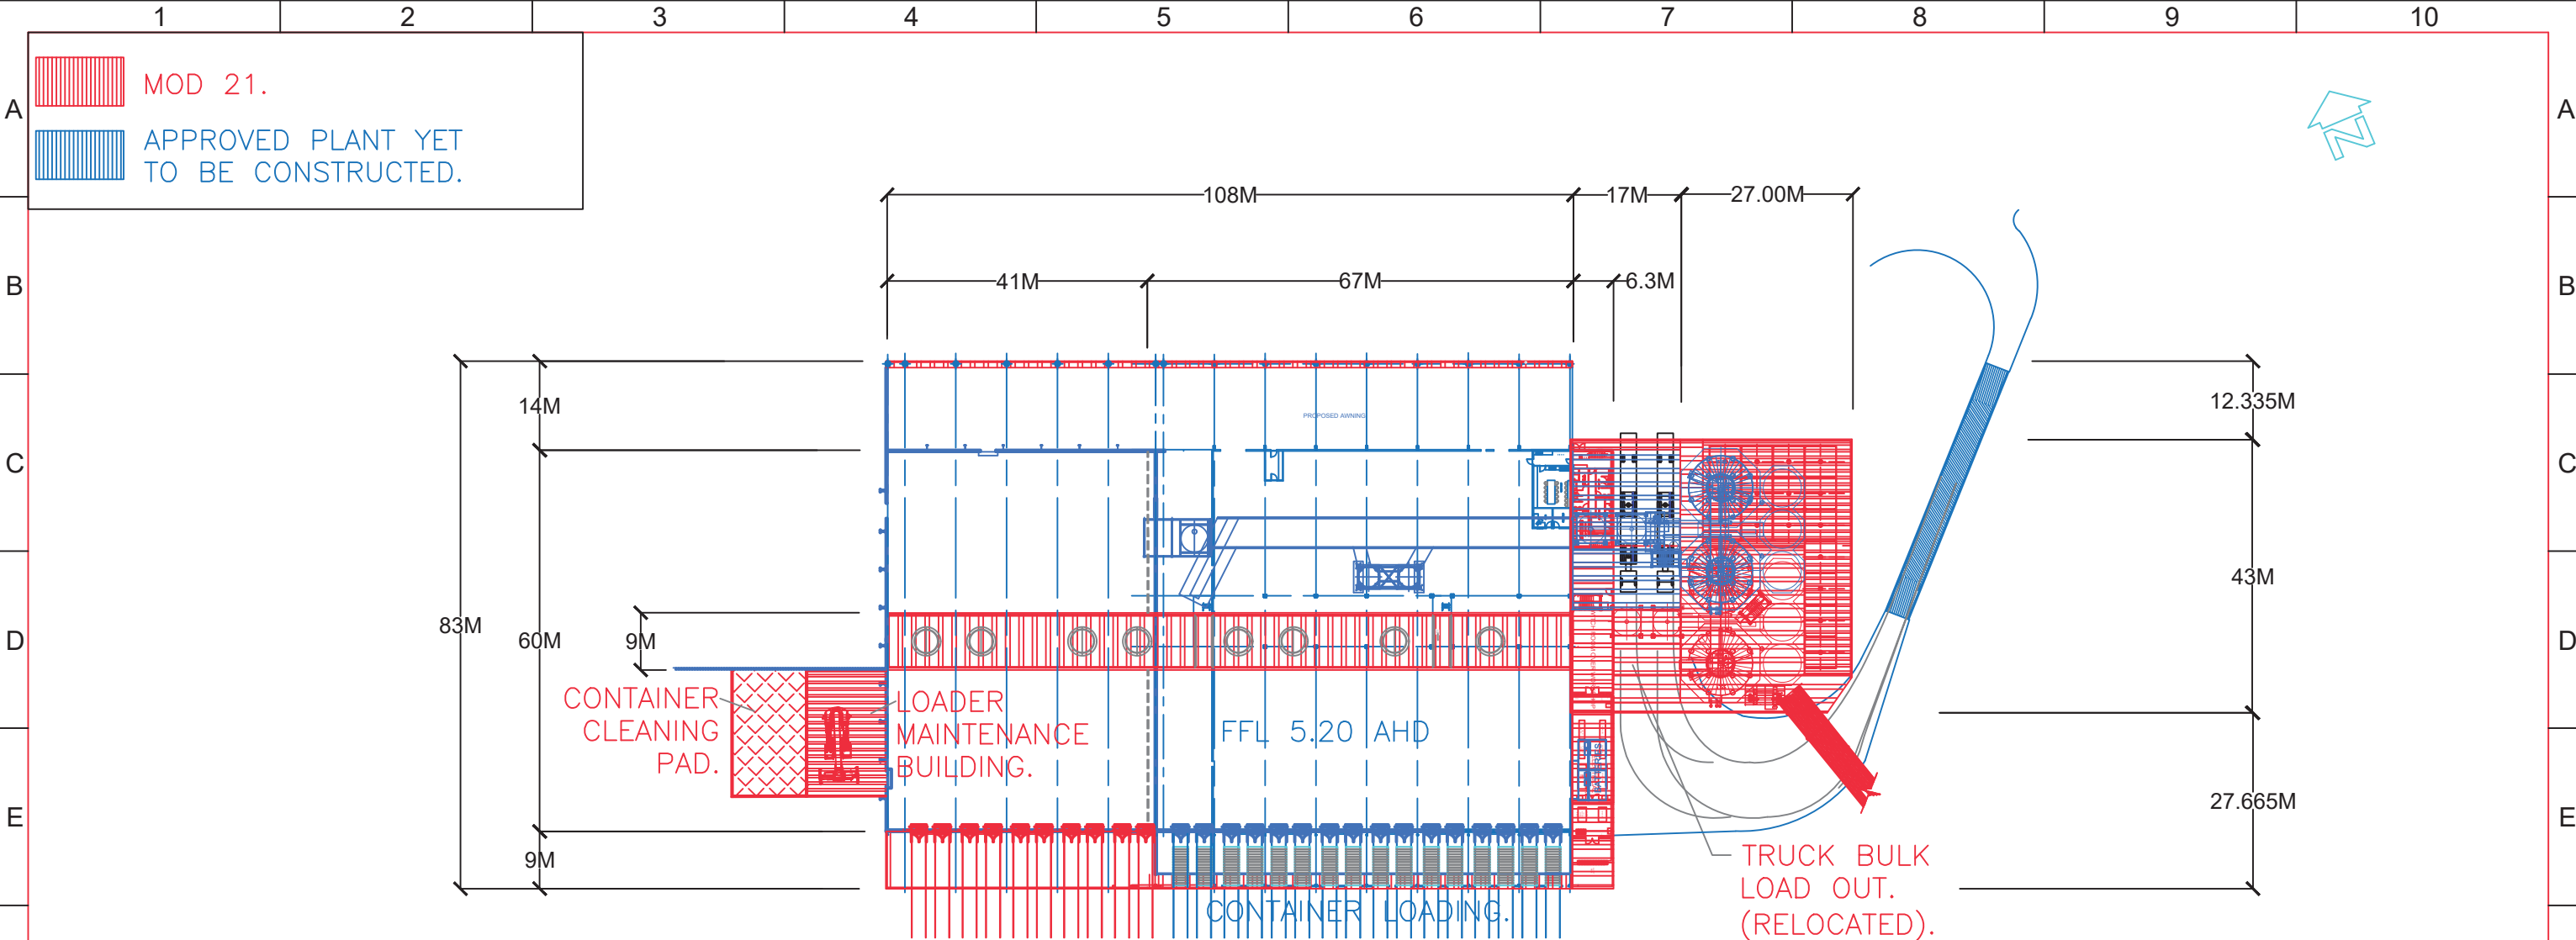 1 2 3 4 5 6 7 8 9 10
A A
MOD 21.
APPROVED PLANT YET
TO BE CONSTRUCTED.
N
108M 17M 27.00M
B B
41M 67M 6.3M
14M 12.335M
PROPOSED AWNING
C C
83M 60M 9M 43M
D D
CONTAINER
CLEANING
PAD.
LOADER
MAINTENANCE
BUILDING.
FFL 5.20 AHD
E E
27.665M
9M
TRUCK BULK
LOAD OUT.
(RELOCATED).
CONTAINER LOADING.